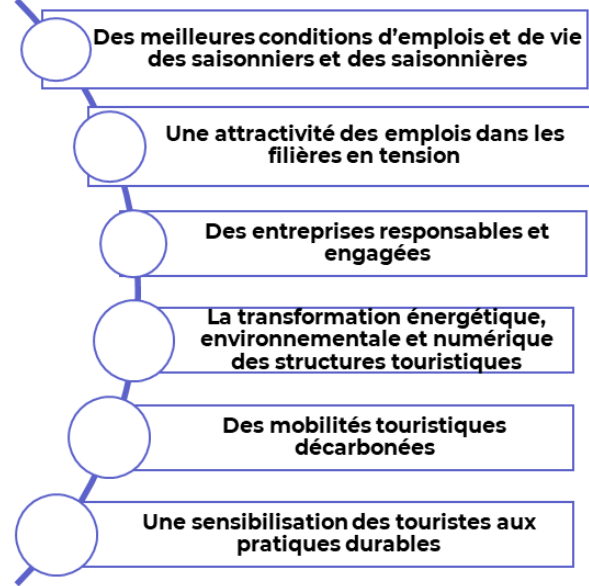 Des meilleures conditions d’emplois et de vie
des saisonniers et des saisonnières
Une attractivité des emplois dans les
filières en tension
Des entreprises responsables et
engagées
La transformation énergétique,
environnementale et numérique
des structures touristiques
Des mobilités touristiques
décarbonées
Une sensibilisation des touristes aux
pratiques durables